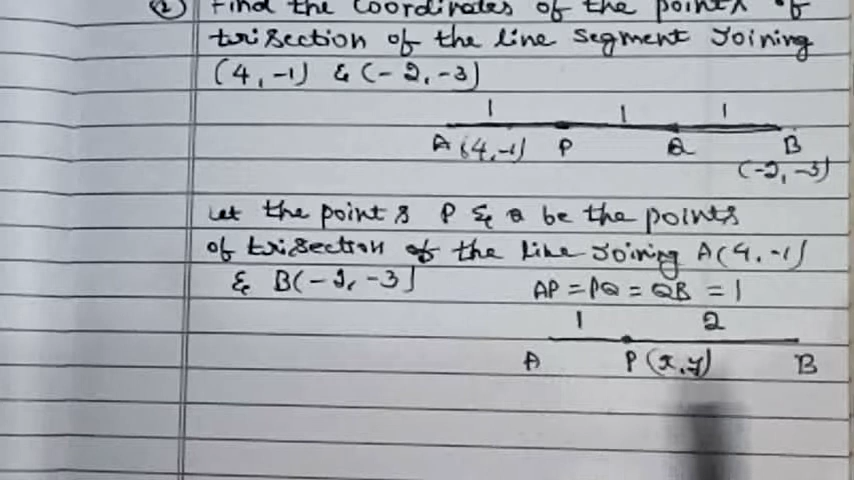 (2) Find the Coordinates of the points of
trisection of the line segment joining
(4, -1) & (-2, -3)
1 1 1
A (4,-1) P Q B
(-2, -3)
Let the points P & Q be the points
of trisection of the line joining A(4, -1)
& B(-2, -3) AP = PQ = QB = 1
1 2
A P(x,y) B